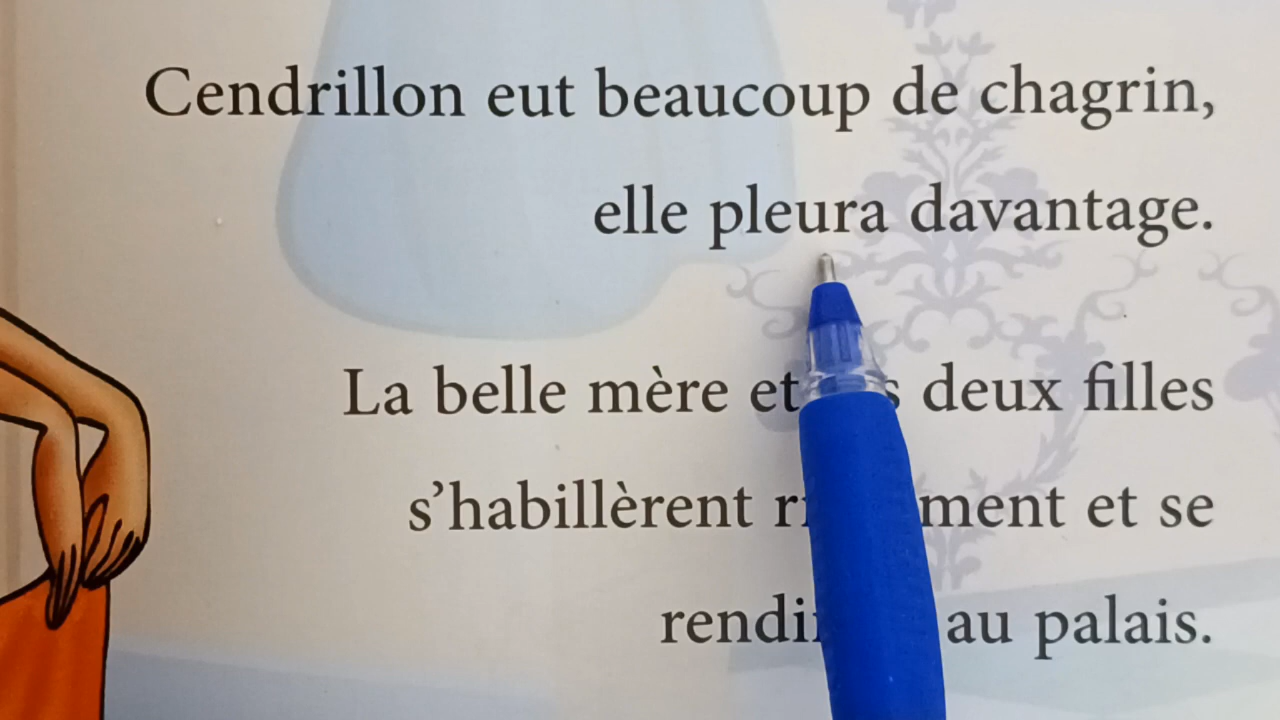 Cendrillon eut beaucoup de chagrin,
elle pleura davantage.
La belle mère et deux filles
s'habillèrent et se
au palais.